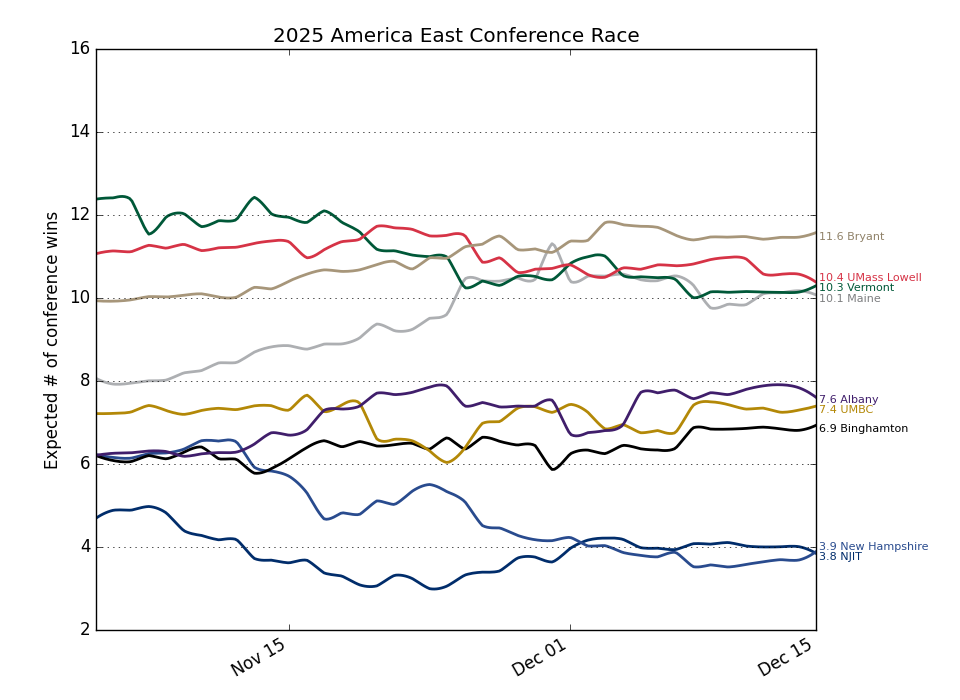 2025 America East Conference Race
Expected # of conference wins
16
14
12
10
8
6
4
2
11.6 Bryant
10.4 UMass Lowell
10.3 Vermont
10.1 Maine
7.6 Albany
7.4 UMBC
6.9 Binghamton
3.9 New Hampshire
3.8 NJIT
Nov 15
Dec 01
Dec 15